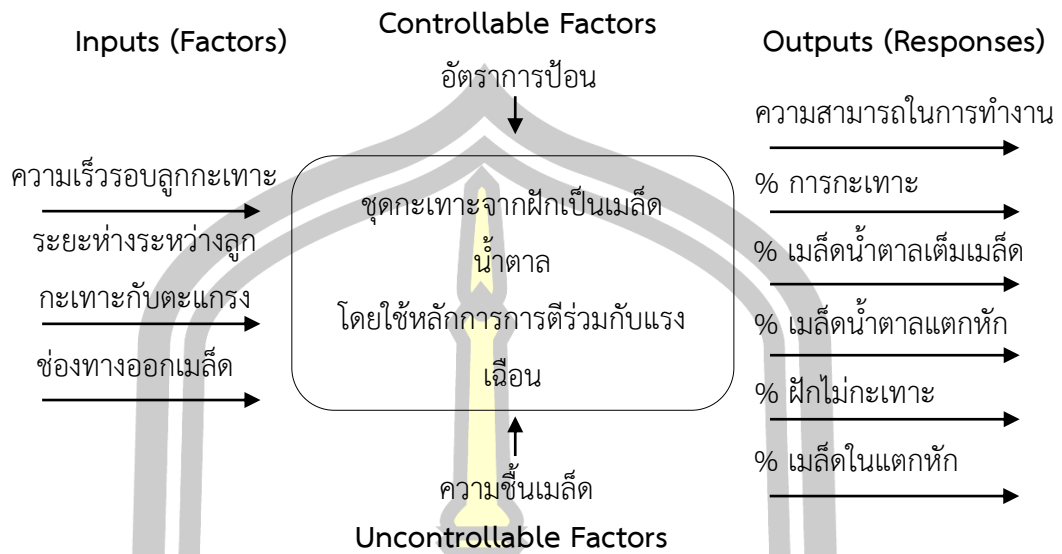 Inputs (Factors)
ความเร็วรอบลูกกะเทาะ
ระยะห่างระหว่างลูก
กะเทาะกับตะแกรง
ช่องทางออกเมล็ด
Controllable Factors
อัตราการป้อน
ชุดกะเทาะจากฝักเป็นเมล็ด
น้ำตาล
โดยใช้หลักการการตีร่วมกับแรง
เฉือน
ความชื้นเมล็ด
Uncontrollable Factors
Outputs (Responses)
ความสามารถในการทำงาน
% การกะเทาะ
% เมล็ดน้ำตาลเต็มเมล็ด
% เมล็ดน้ำตาลแตกหัก
% ฝักไม่กะเทาะ
% เมล็ดในแตกหัก